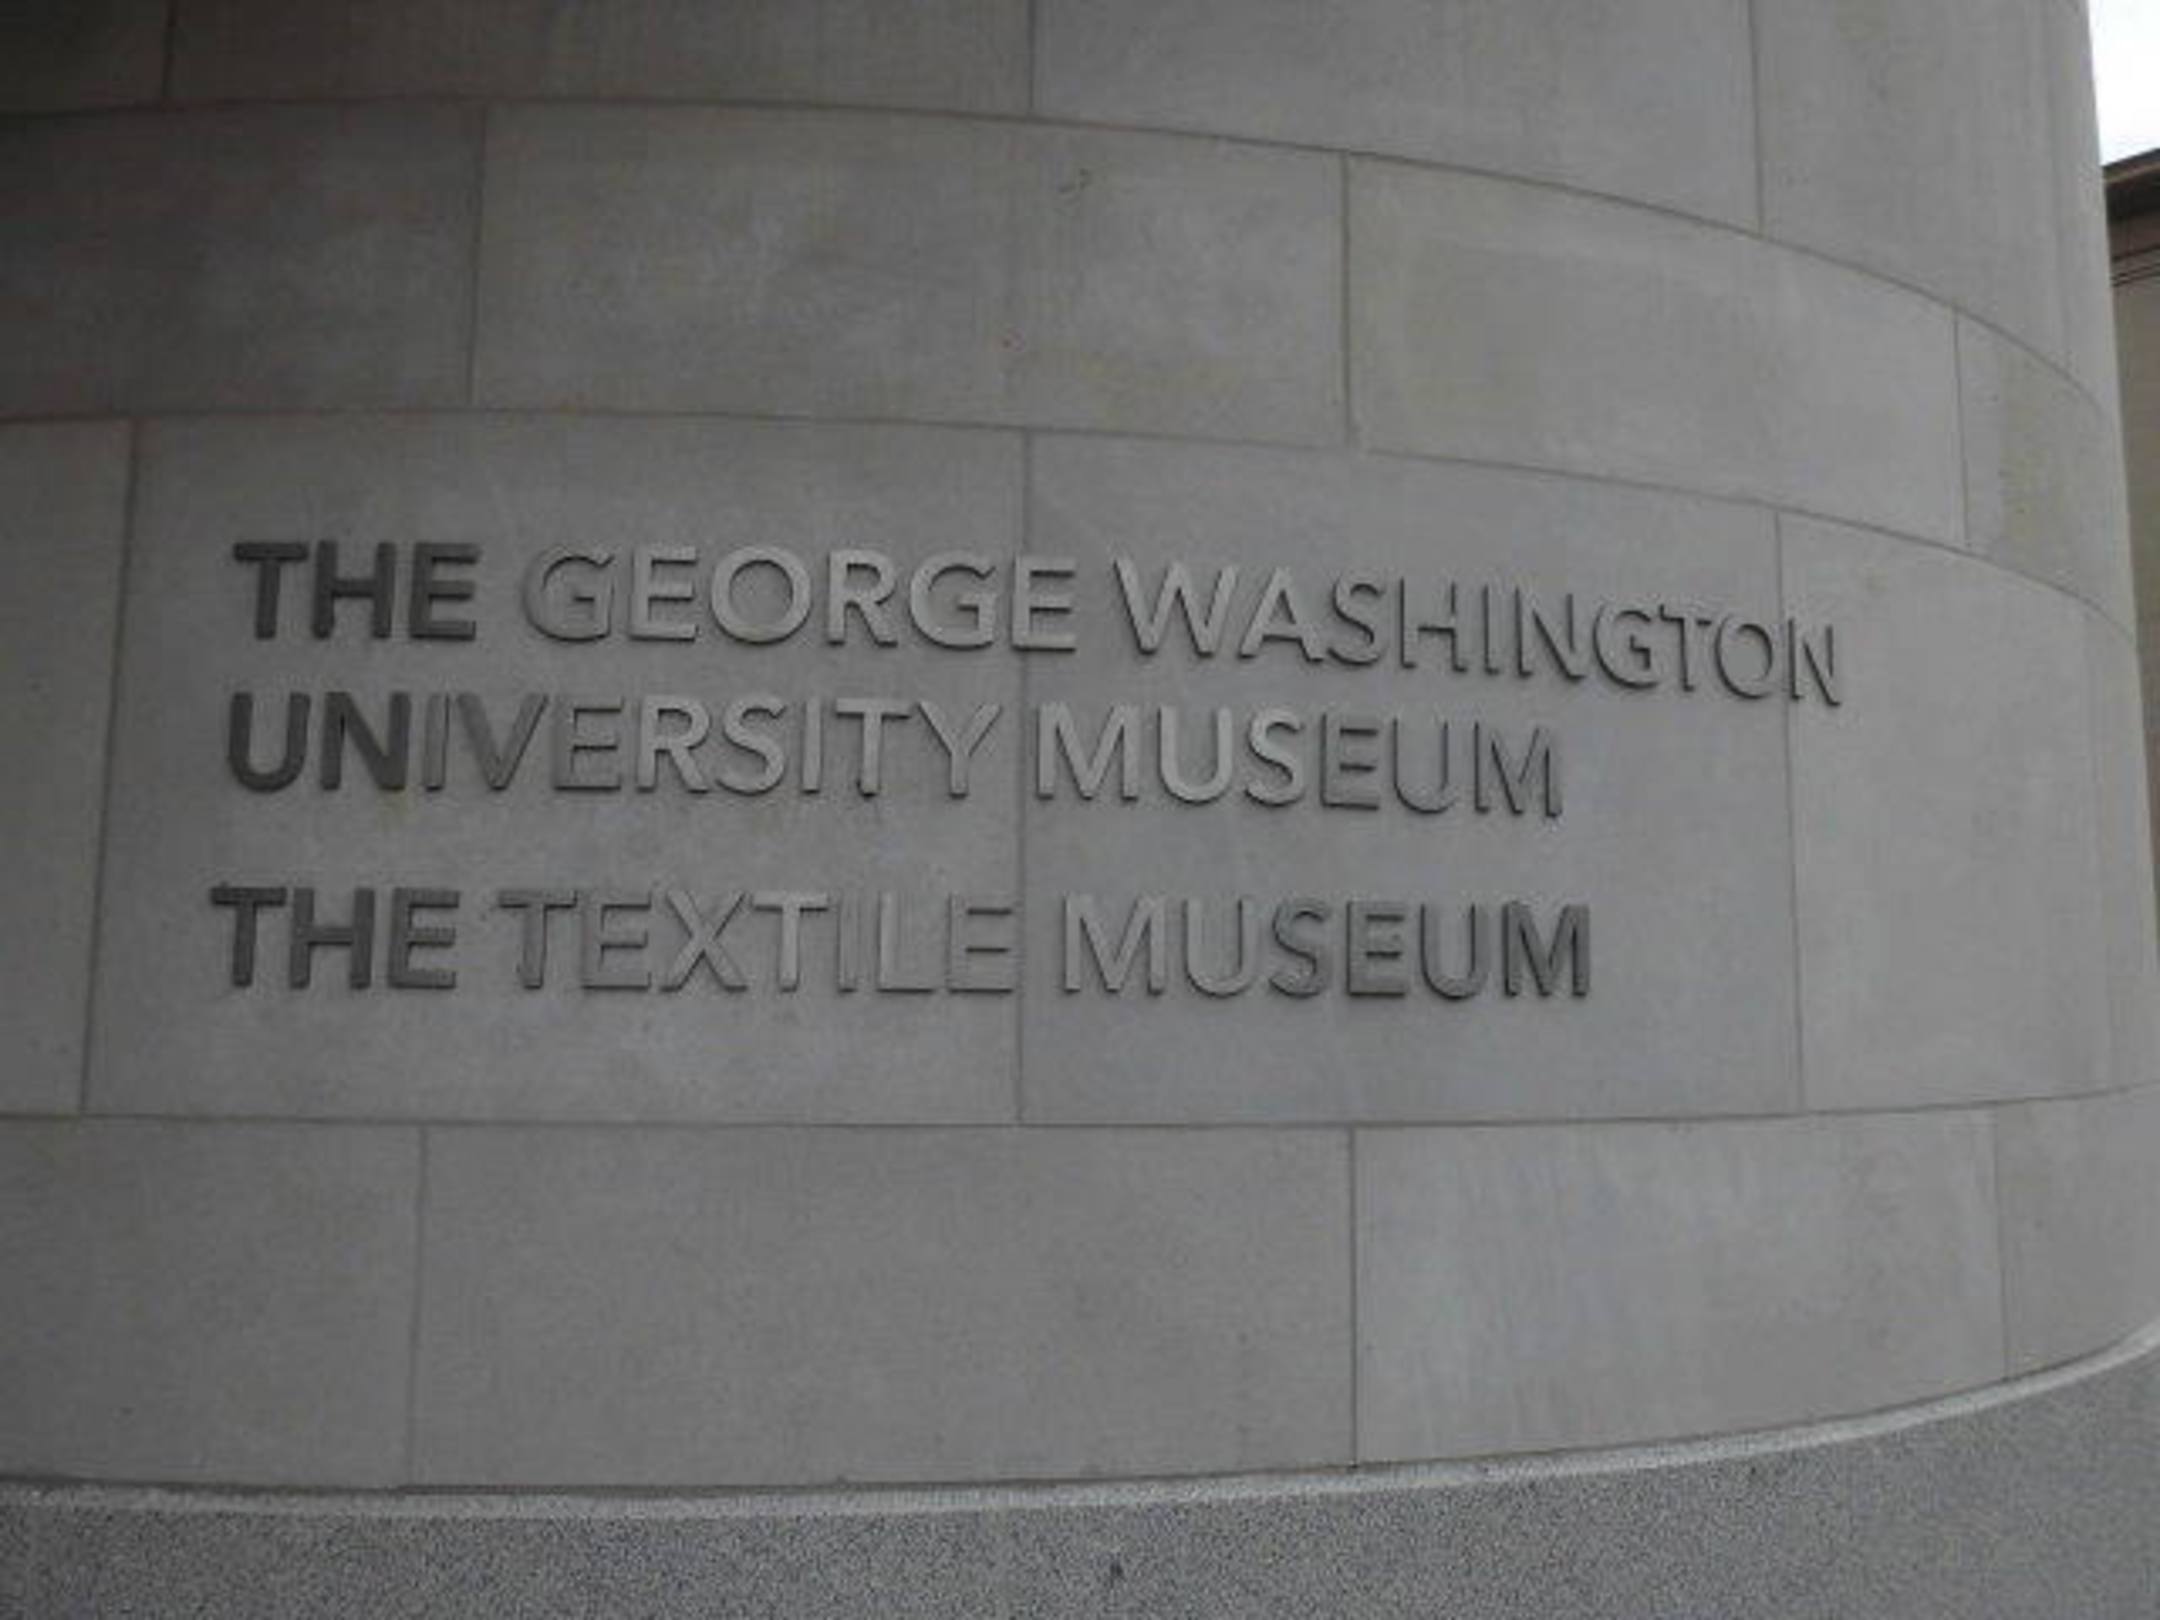 THE GEORGE WASHINGTON
UNIVERSITY MUSEUM
THE TEXTILE MUSEUM